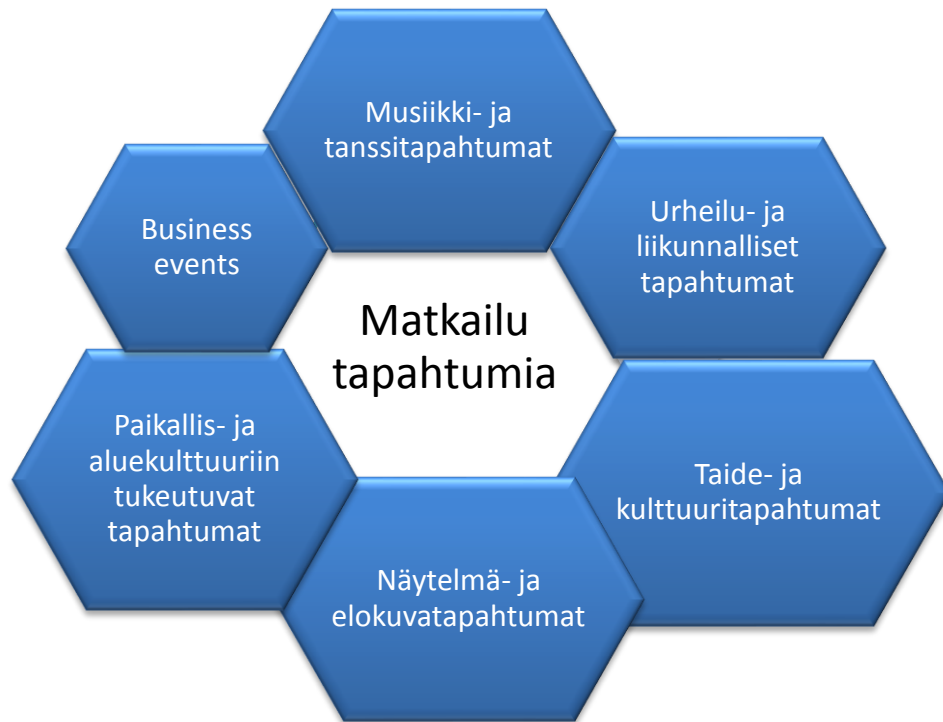 Musiikki- ja
tanssitapahtumat
Urheilu- ja
liikunnalliset
tapahtumat
Business
events
Matkailu
tapahtumia
Paikallis- ja
aluekulttuuriin
tukeutuvat
tapahtumat
Taide- ja
kulttuuritapahtumat
Näytelmä- ja
elokuvatapahtumat